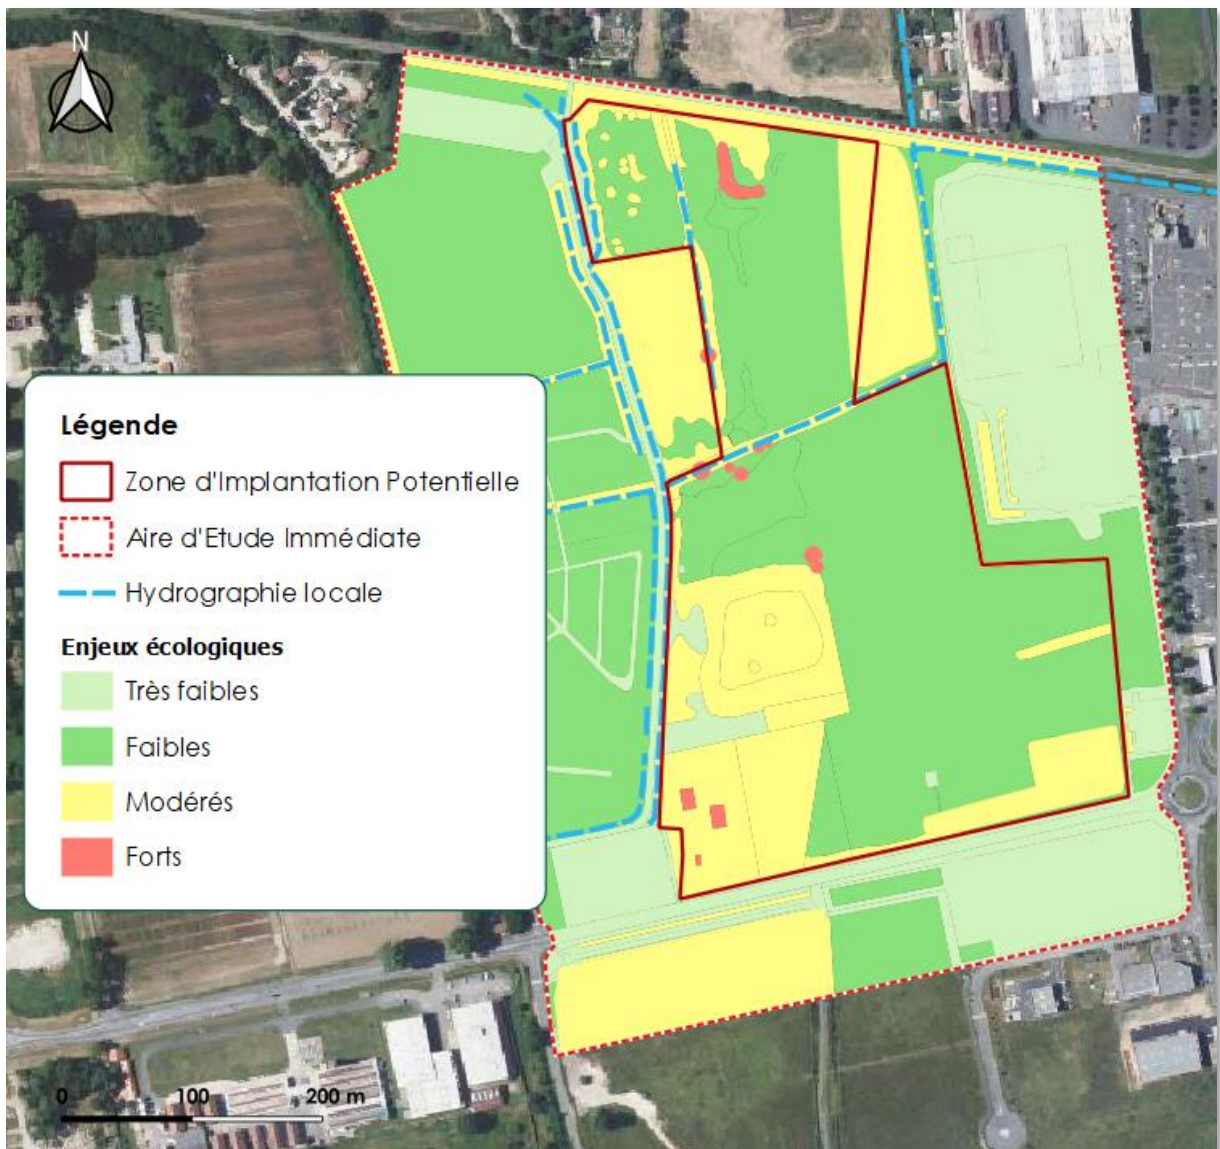 N
Légende
Zone d'Implantation Potentielle
Aire d'Etude Immédiate
Hydrographie locale
Enjeux écologiques
Très faibles
Faibles
Modérés
Forts
0 100 200 m